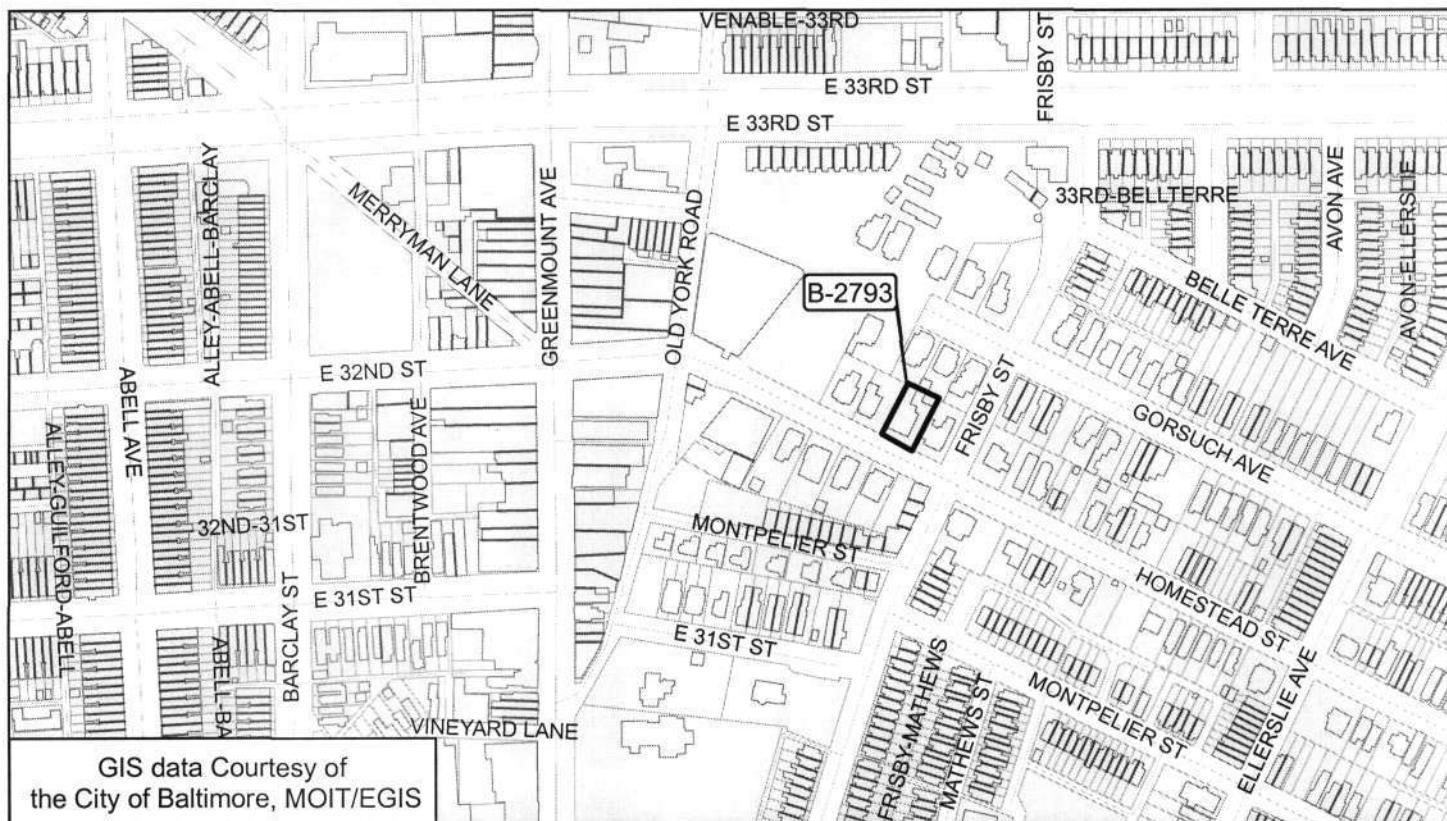 VENABLE-33RD
FRISBY ST
E 33RD ST
E 33RD ST
ALLEY-ABELL-BARCLAY
MERRYMAN LANE
GREENMOUNT AVE
OLD YORK ROAD
33RD-BELLTERRE
AVON AVE
AVON-ELLERSLIE
BELLE TERRE AVE
B-2793
E 32ND ST
ABELL AVE
ALLEY-GUILFORD-ABELL
BRENTWOOD AVE
FRISBY ST
GORSUCH AVE
32ND-31ST
MONTPELIER ST
HOMESTEAD ST
E 31ST ST
BARCLAY ST
ABELL-BA
E 31ST ST
FRISBY-MATHEWS
MATHEWS ST
MONTPELIER ST
ELLERSLIE AVE
VINEYARD LANE
GIS data Courtesy of
the City of Baltimore, MOIT/EGIS